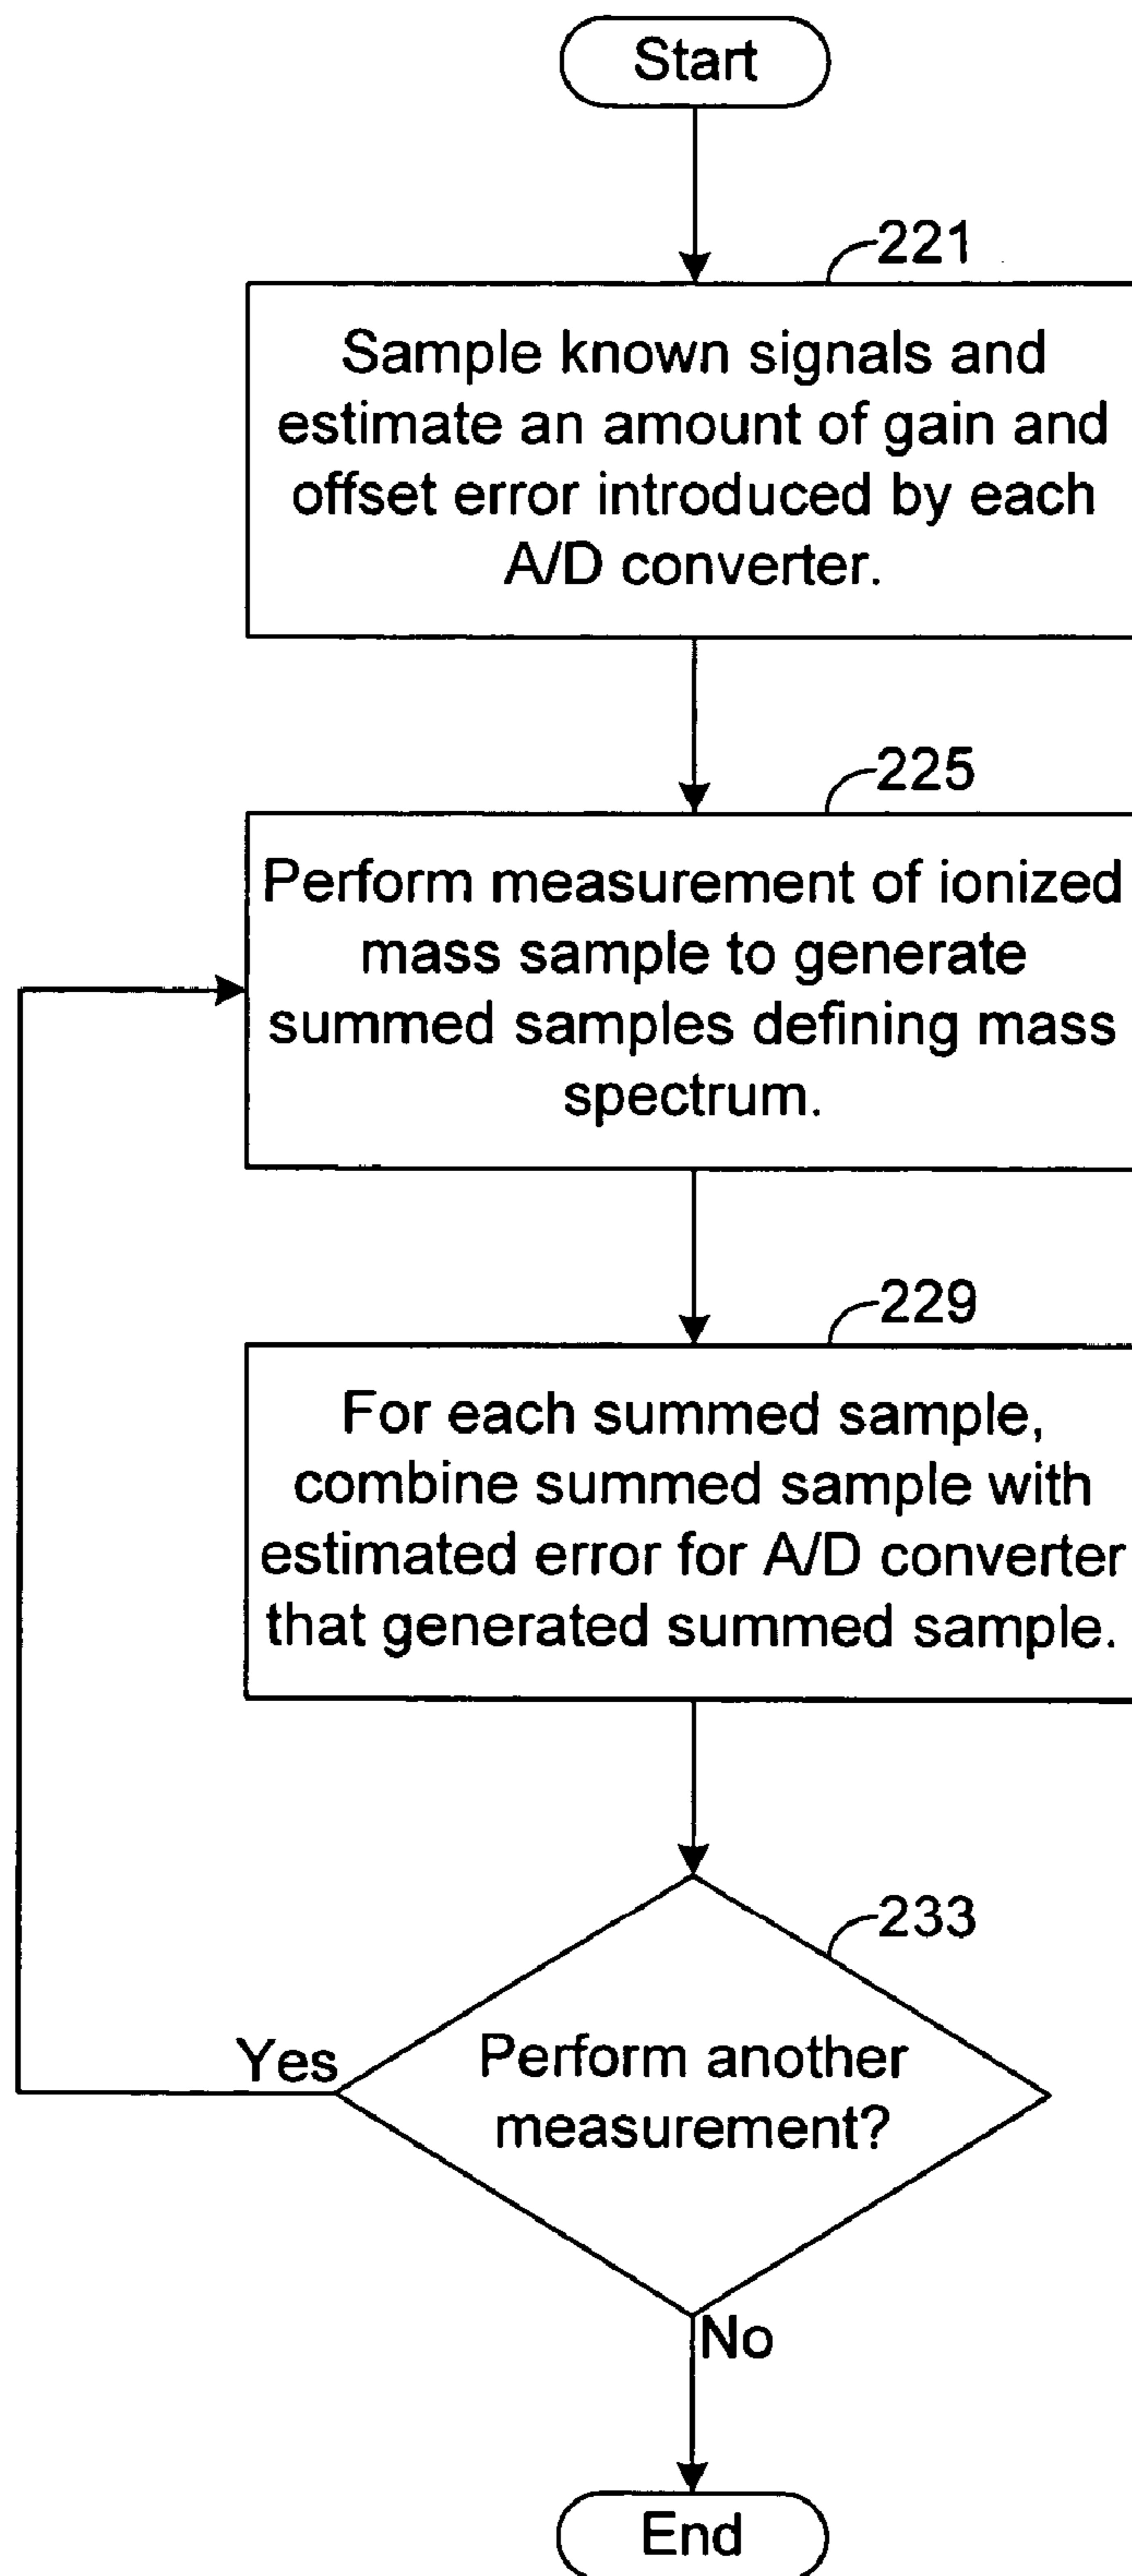 Start
221
Sample known signals and
estimate an amount of gain and
offset error introduced by each
A/D converter.
225
Perform measurement of ionized
mass sample to generate
summed samples defining mass
spectrum.
229
For each summed sample,
combine summed sample with
estimated error for A/D converter
that generated summed sample.
233
Yes
Perform another
measurement?
No
End